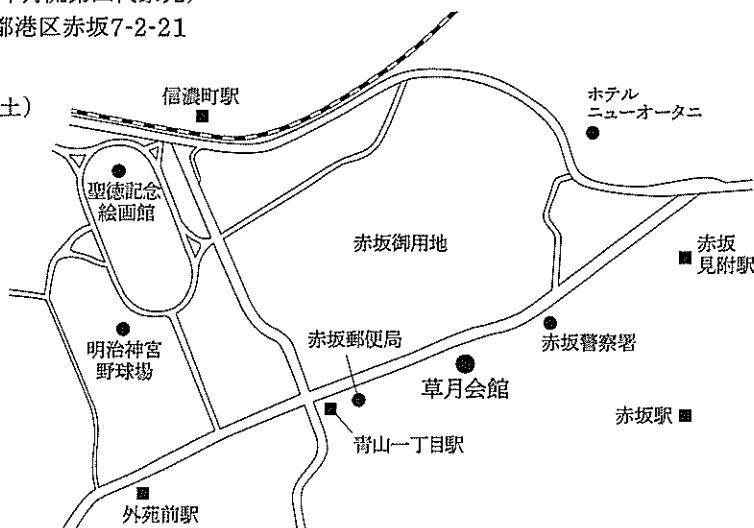 都港区赤坂7-2-21
土)
信濃町駅
ホテル
ニューオータニ
聖徳記念
絵画館
赤坂御用地
赤坂
見附駅
明治神宮
野球場
赤坂郵便局
赤坂警察署
草月会館
赤坂駅
青山一丁目駅
外苑前駅